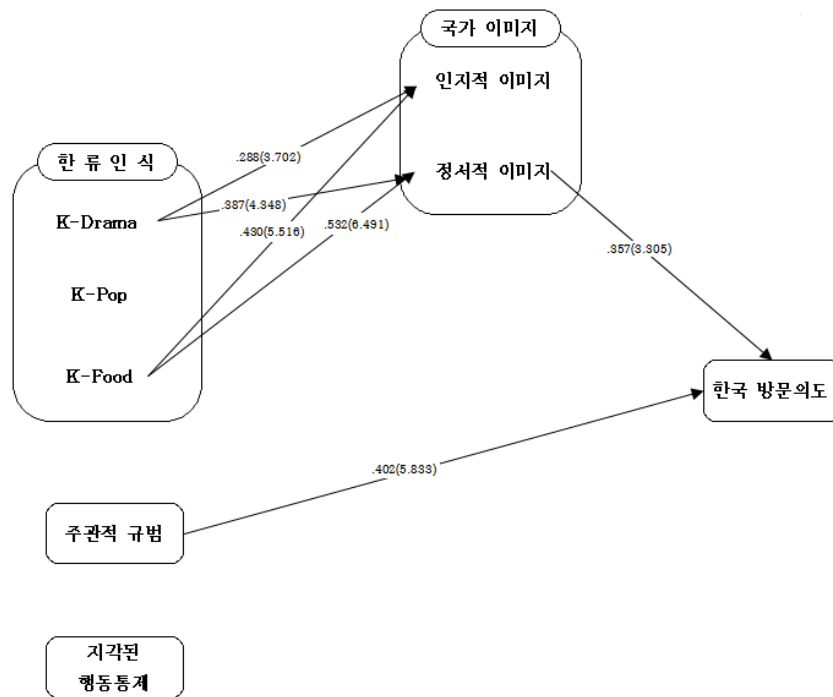 국가 이미지
인지적 이미지
정서적 이미지
한 류 인 식
K-Drama
K-Pop
K-Food
.288(3.702)
.387(4.348)
.430(5.516)
.532(6.491)
.357(3.305)
한국 방문의도
.402(5.833)
주관적 규범
지각된
행동통제